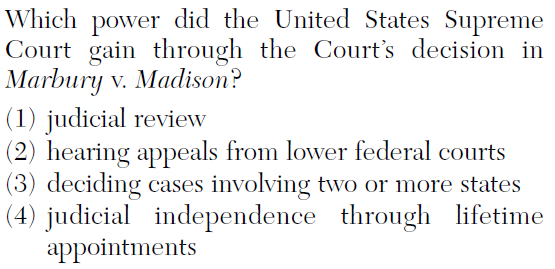 Which power did the United States Supreme
Court gain through the Court's decision in
Marbury v. Madison?
(1) judicial review
(2) hearing appeals from lower federal courts
(3) deciding cases involving two or more states
(4) judicial independence through lifetime
appointments